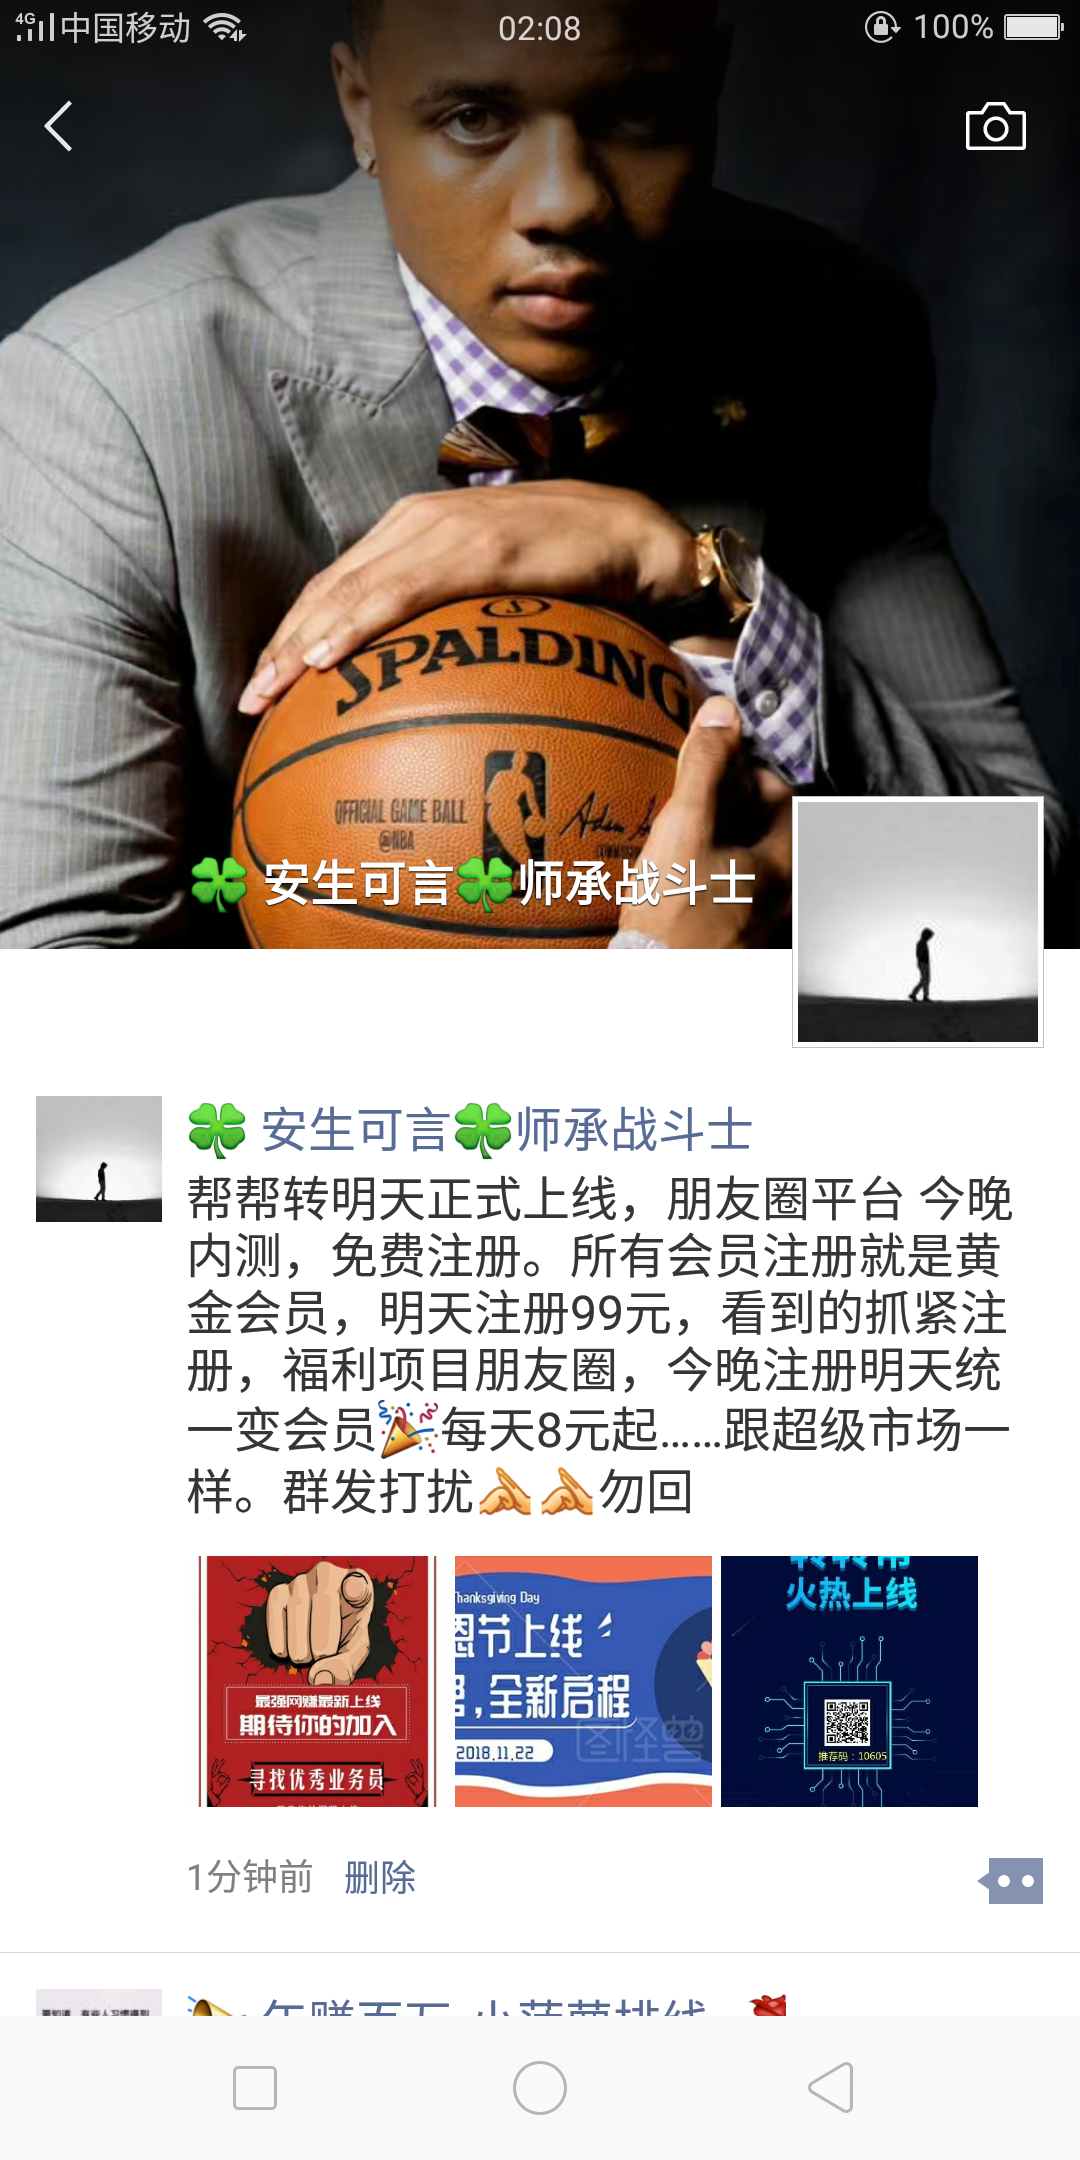 4G 中国移动 02:08 100%
SPALDING
OFFICIAL GAME BALL
@NBA
🍀 安生可言🍀师承战斗士
🍀 安生可言🍀师承战斗士
帮帮转明天正式上线，朋友圈平台 今晚
内测，免费注册。所有会员注册就是黄
金会员，明天注册99元，看到的抓紧注
册，福利项目朋友圈，今晚注册明天统
一变会员🎉每天8元起……跟超级市场一
样。群发打扰🙏🙏勿回
最强网赚最新上线
期待你的加入
寻找优秀业务员
Thanksgiving Day
恩节上线
,全新启程
2018.11.22
图怪兽
转转帮
火热上线
推荐码：10605
1分钟前 删除